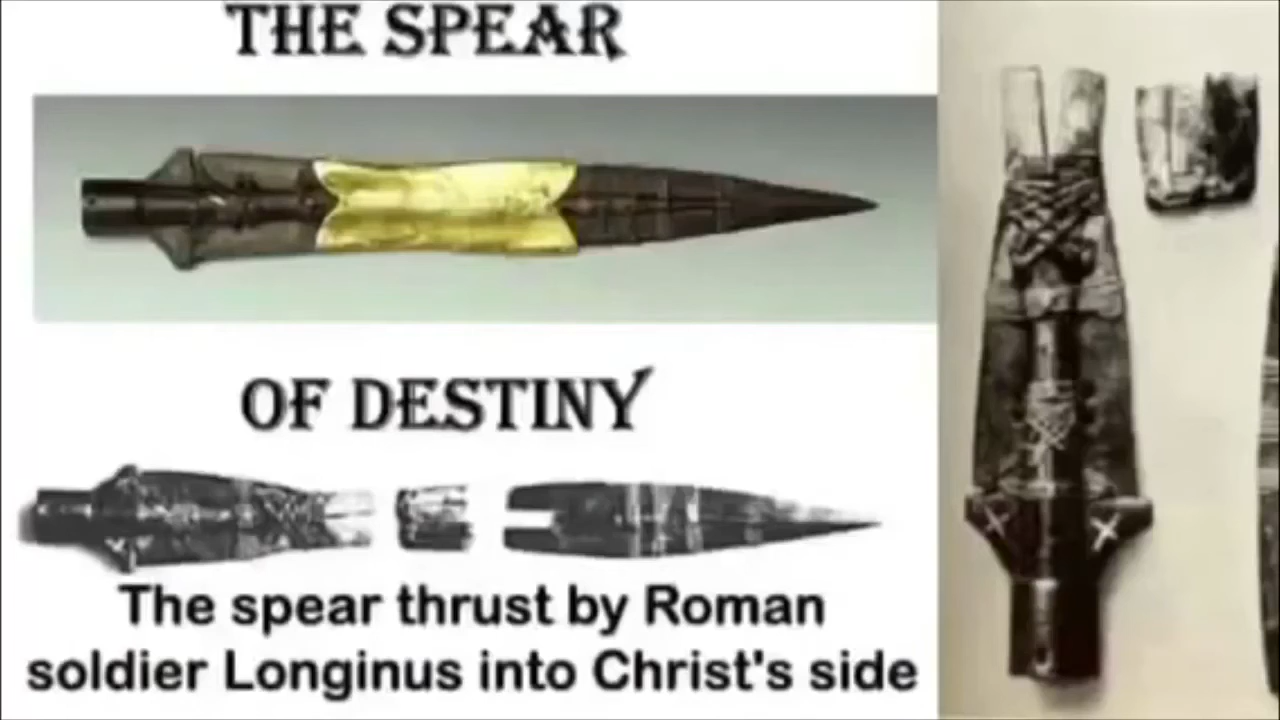 THE SPEAR
OF DESTINY
The spear thrust by Roman
soldier Longinus into Christ's side